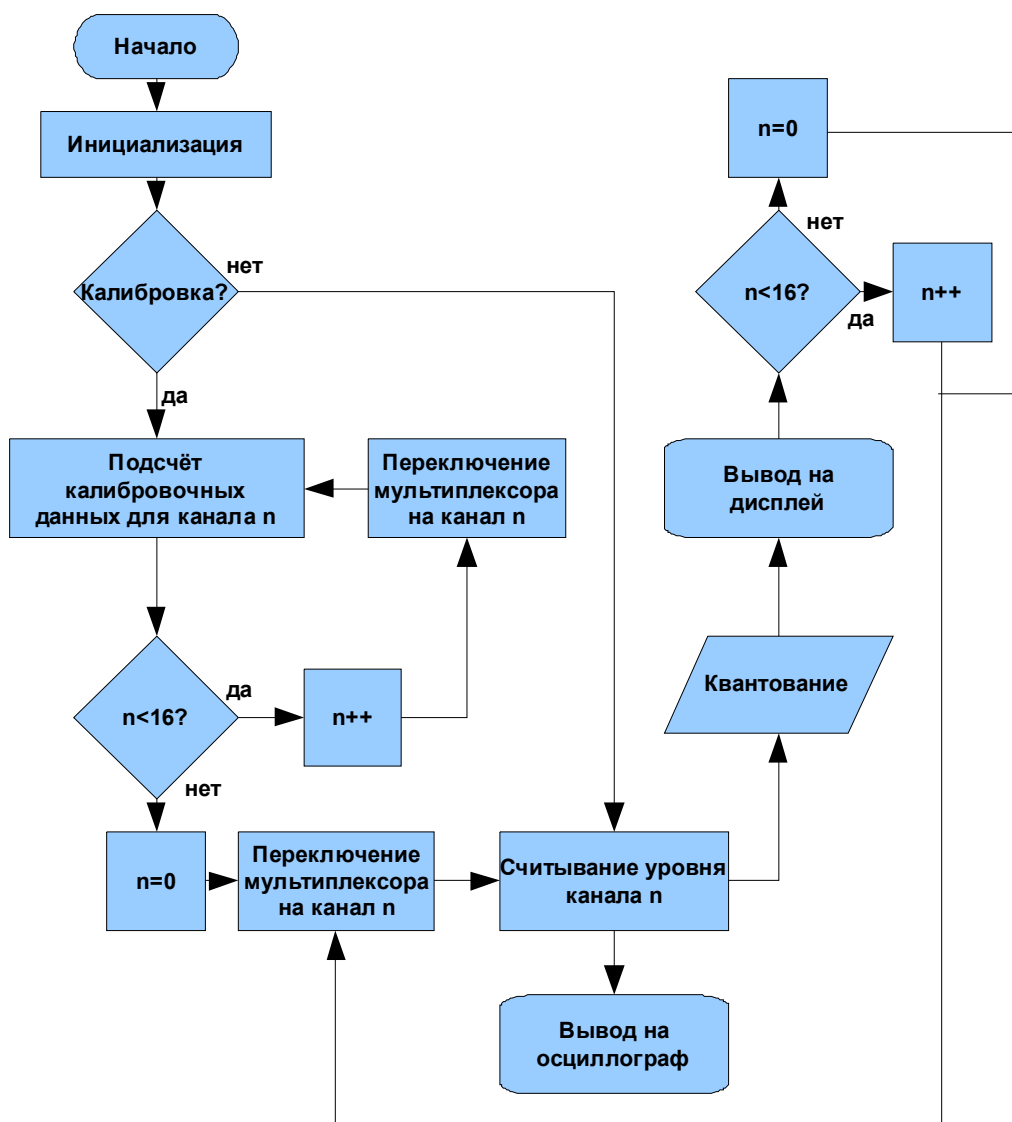 Начало
Инициализация
Калибровка?
нет
да
Подсчёт
калибровочных
данных для канала n
Переключение
мультиплексора
на канал n
n<16?
да
n++
нет
n=0
Переключение
мультиплексора
на канал n
Считывание уровня
канала n
Вывод на
осциллограф
Квантование
Вывод на
дисплей
n<16?
да
n++
нет
n=0